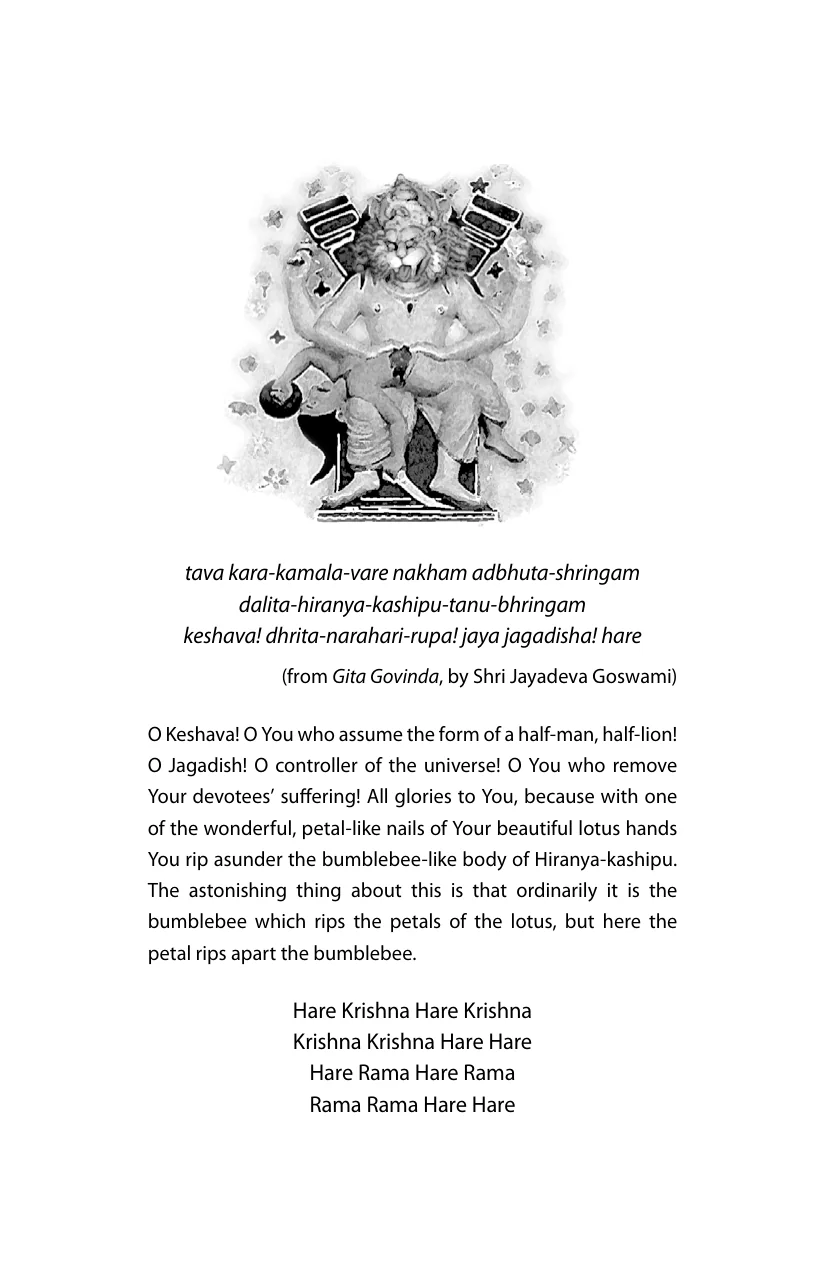 tava kara-kamala-vare nakham adbhuta-shringam
dalita-hiranya-kashipu-tanu-bhringam
keshava! dhrita-narahari-rupa! jaya jagadisha! hare
(from Gita Govinda, by Shri Jayadeva Goswami)
O Keshava! O You who assume the form of a half-man, half-lion!
O Jagadish! O controller of the universe! O You who remove
Your devotees’ suffering! All glories to You, because with one
of the wonderful, petal-like nails of Your beautiful lotus hands
You rip asunder the bumblebee-like body of Hiranya-kashipu.
The astonishing thing about this is that ordinarily it is the
bumblebee which rips the petals of the lotus, but here the
petal rips apart the bumblebee.
Hare Krishna Hare Krishna
Krishna Krishna Hare Hare
Hare Rama Hare Rama
Rama Rama Hare Hare